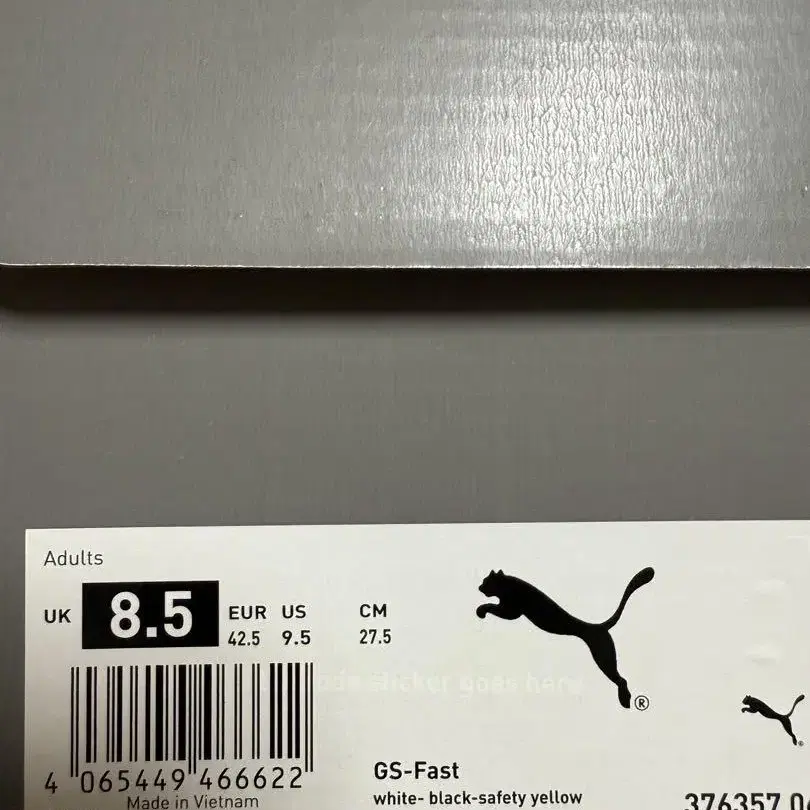 Adults
UK 8.5 EUR US CM
42.5 9.5 27.5
sticker goes here
®
4 065449 466622
Made in Vietnam
GS-Fast
white- black-safety yellow
376357 0